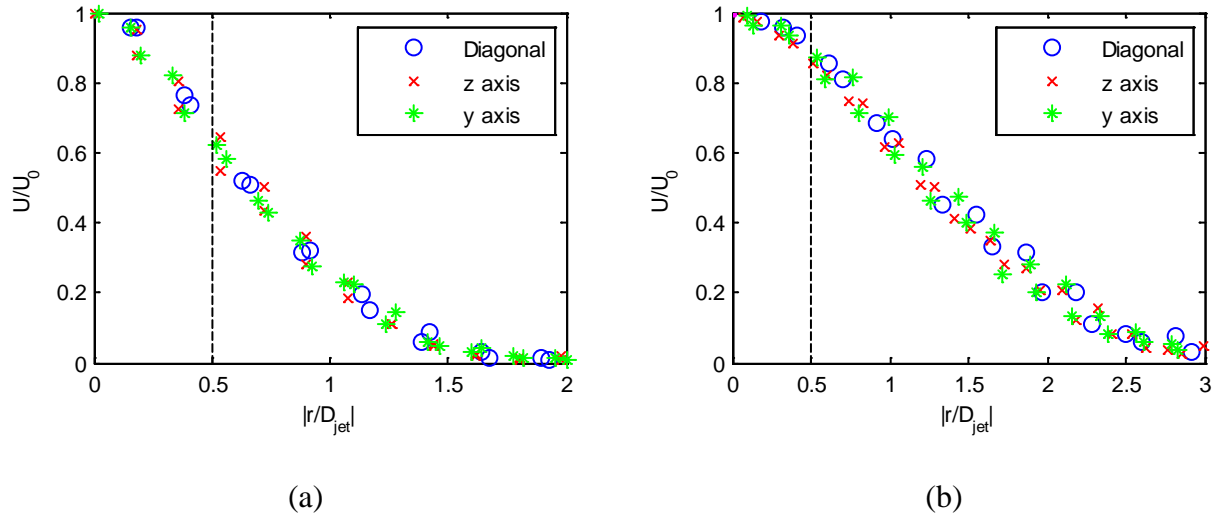 1
0.8
0.6
0.4
0.2
0
U/U0
Diagonal
z axis
y axis
0 0.5 1 1.5 2
|r/Djet|
(a)
1
0.8
0.6
0.4
0.2
0
U/U0
Diagonal
z axis
y axis
0 0.5 1 1.5 2 2.5 3
|r/Djet|
(b)